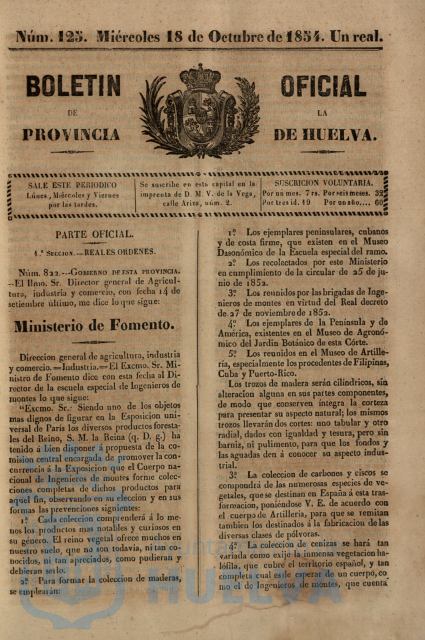 Núm. 125. Miércoles 18 de Octubre de 1854. Un real.
BOLETIN OFICIAL
DE LA
PROVINCIA DE HUELVA.
SALE ESTE PERIODICO
Lúnes, Miércoles y Viernes
por las tardes.
Se suscribe en esta capital en la
imprenta de D. M. V. de la Vega,
calle Arina, núm. 2.
SUSCRICION VOLUNTARIA.
Por un mes. 7 rs. Por seis meses. 35
Por tres id. 19 Por un año.... 60
PARTE OFICIAL.
1.ª SECCION.—REALES ORDENES.
Núm. 822.—GOBIERNO DE ESTA PROVINCIA.
—El Ilmo. Sr. Director general de Agricul-
tura, industria y comercio, con fecha 14 de
setiembre último, me dice lo que sigue:
Ministerio de Fomento.
Direccion general de agricultura, industria
y comercio.—Industria.—El Excmo. Sr. Mi-
nistro de Fomento dice con esta fecha al Di-
rector de la escuela especial de Ingenieros de
montes lo que sigue:
"Excmo. Sr.: Siendo uno de los objetos
mas dignos de figurar en la Exposicion uni-
versal de Paris los diversos productos foresta-
les del Reino, S. M. la Reina (q. D. g.) ha
tenido á bien disponer á propuesta de la co-
mision central encargada de promover la con-
currencia á la Exposicion que el Cuerpo na-
cional de Ingenieros de montes forme colec-
ciones completas de dichos productos para
aquel fin, observando en su eleccion y en sus
formas las prevenciones siguientes:
1.ª Cada coleccion comprenderá á lo me-
nos los productos mas notables y curiosos en
su género. El reino vegetal ofrece muchos en
nuestro suelo, que no son todavia, ni tan co-
nocidos, ni tan apreciados, como pudieran y
debieran serlo.
2.ª Para formar la coleccion de maderas,
se emplearán:
1.º Los ejemplares peninsulares, cubanos
y de costa firme, que existen en el Museo
Dasonómico de la Escuela especial del ramo.
2.º Los recolectados por este Ministerio
en cumplimiento de la circular de 25 de ju-
nio de 1852.
3.º Los reunidos por las brigadas de Inge-
nieros de montes en virtud del Real decreto
de 27 de noviembre de 1852.
4.º Los ejemplares de la Peninsula y de
América, existentes en el Museo de Agronó-
mico del Jardin Botánico de esta Córte.
5.º Los reunidos en el Museo de Artille-
ría, especialmente los procedentes de Filipinas,
Cuba y Puerto-Rico.
Los trozos de madera serán cilíndricos, sin
alteracion alguna en sus partes componentes,
de modo que conserven íntegra la corteza
para presentar su aspecto natural; los mismos
trozos llevarán dos cortes: uno tabular y otro
radial, dados con igualdad y tesura, pero sin
barniz, ni pulimento, para que los fondos y
las aguadas den á conocer su aspecto indus-
trial.
3.ª La coleccion de carbones y ciscos se
compondrá de las numerosas especies de ve-
getales, que se destinan en España á esta tras-
formacion, poniéndose V. E. de acuerdo con
el cuerpo de Artillería, para que se remitan
tambien los destinados á la fabricacion de las
diversas clases de pólvoras.
4.ª La coleccion de cenizas se hará tan
variada como exije la inmensa vegetacion ha-
lófila, que cubre el territorio español, y tan
completa cual es de esperar de un cuerpo, co-
mo el de Ingenieros de montes, que cuenta
HUELVA